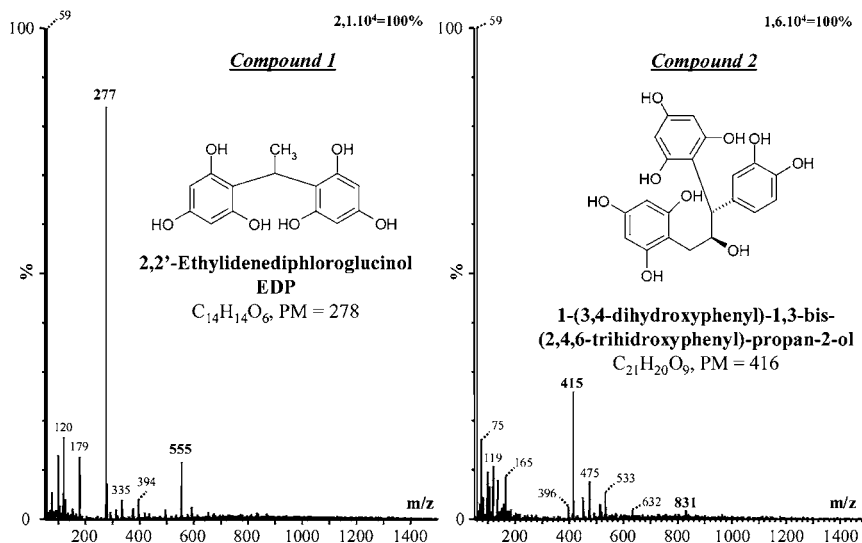 2,1.10⁴=100%
100
59
Compound 1
277
CH₃
OH
OH
HO
OH
HO
OH
2,2'-Ethylidenediphloroglucinol
EDP
C₁₄H₁₄O₆, PM = 278
%
120
179
335
394
555
m/z
0
200 400 600 800 1000 1200 1400
1,6.10⁴=100%
100
59
Compound 2
HO
OH
HO
OH
HO
OH
HO
OH
OH
1-(3,4-dihydroxyphenyl)-1,3-bis-
(2,4,6-trihidroxyphenyl)-propan-2-ol
C₂₁H₂₀O₉, PM = 416
%
415
75
119
165
396
475
533
632
831
m/z
0
200 400 600 800 1000 1200 1400